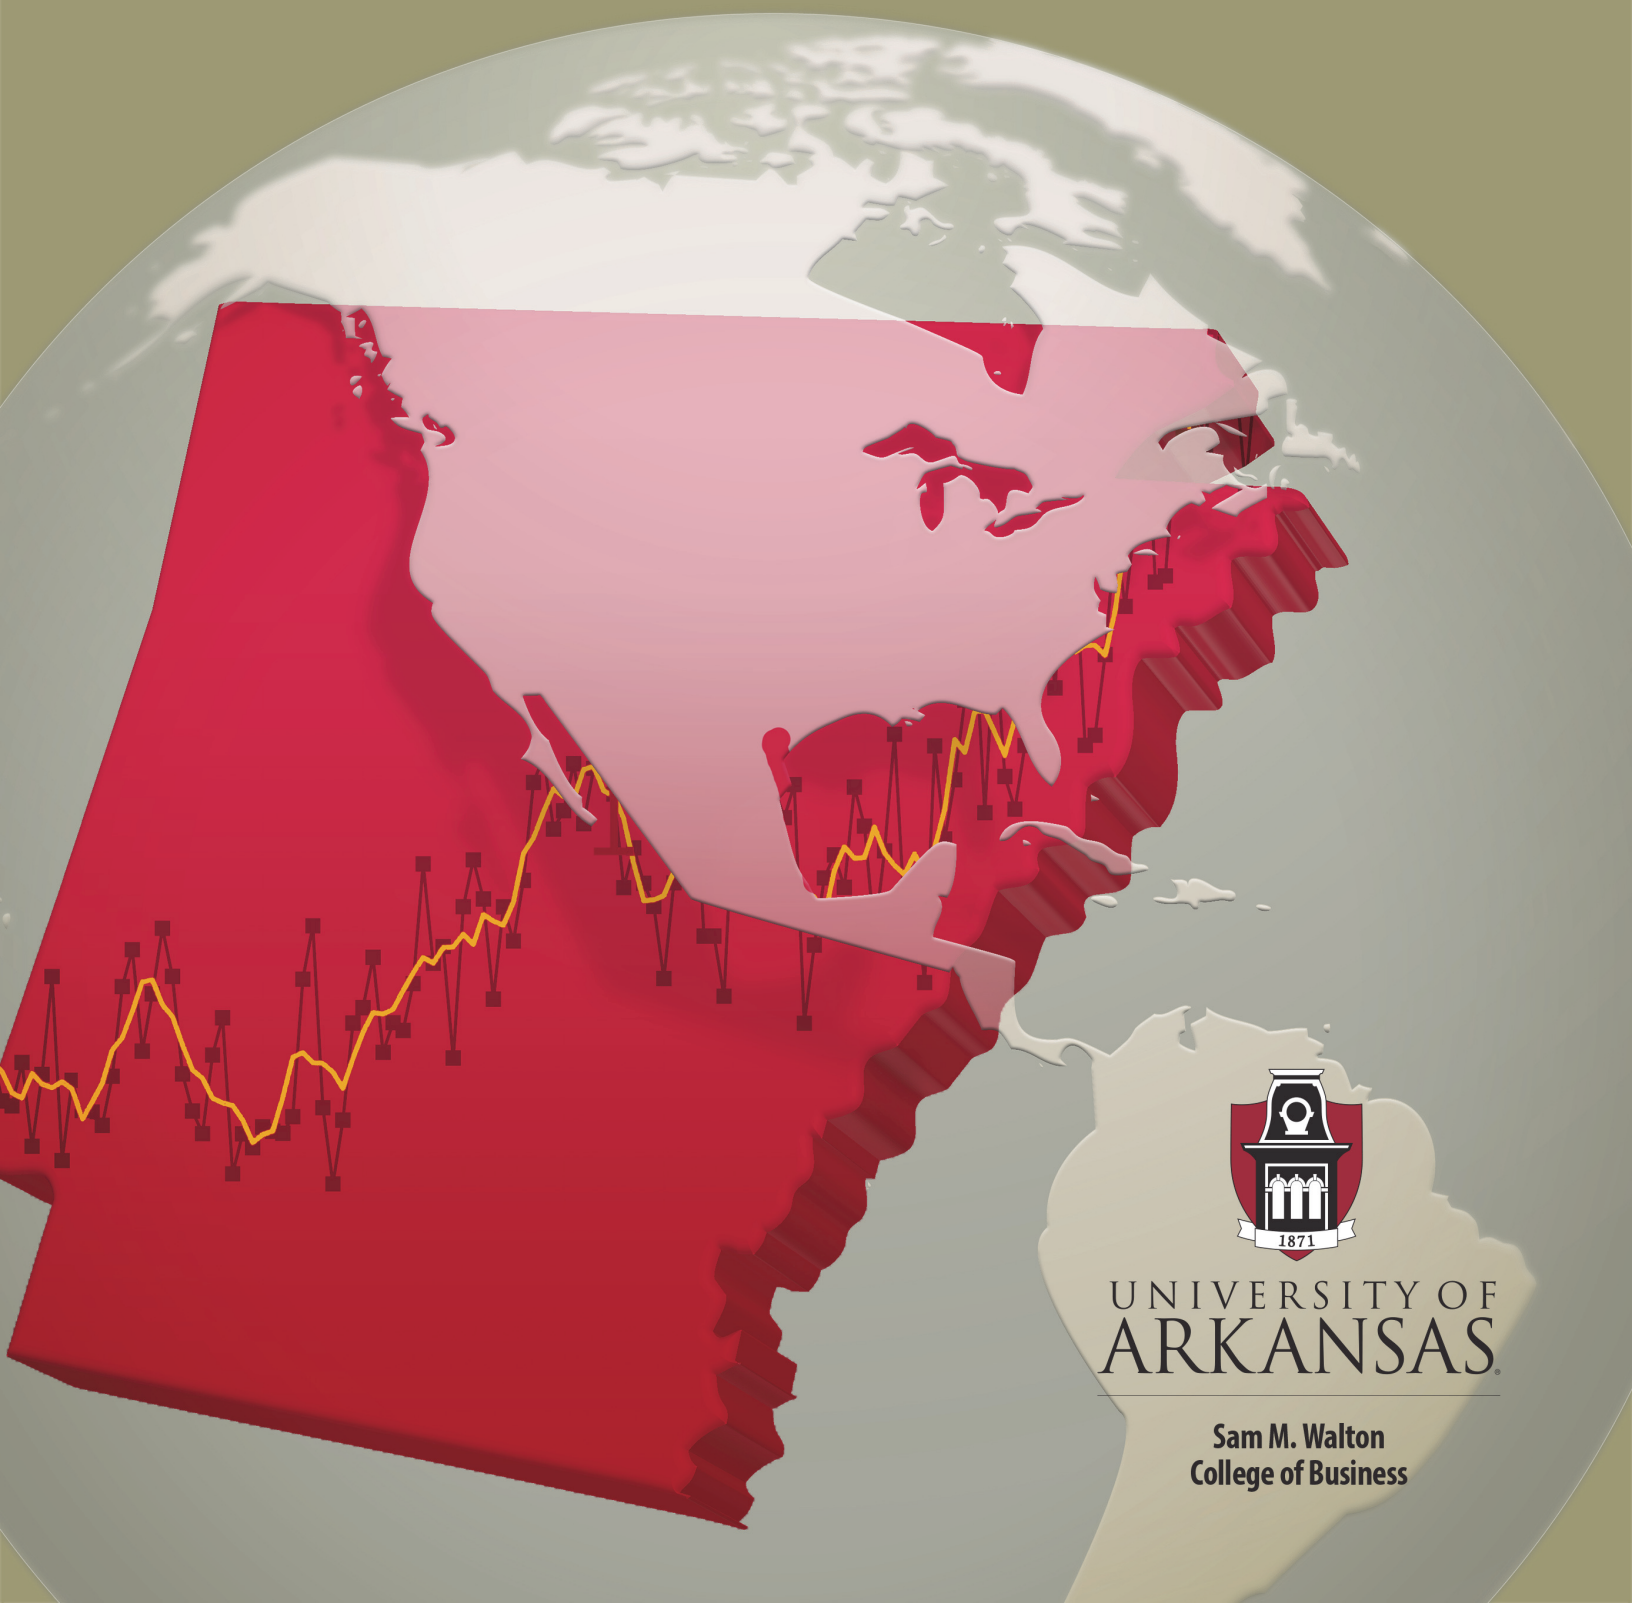 1871
UNIVERSITY OF
ARKANSAS®
Sam M. Walton
College of Business